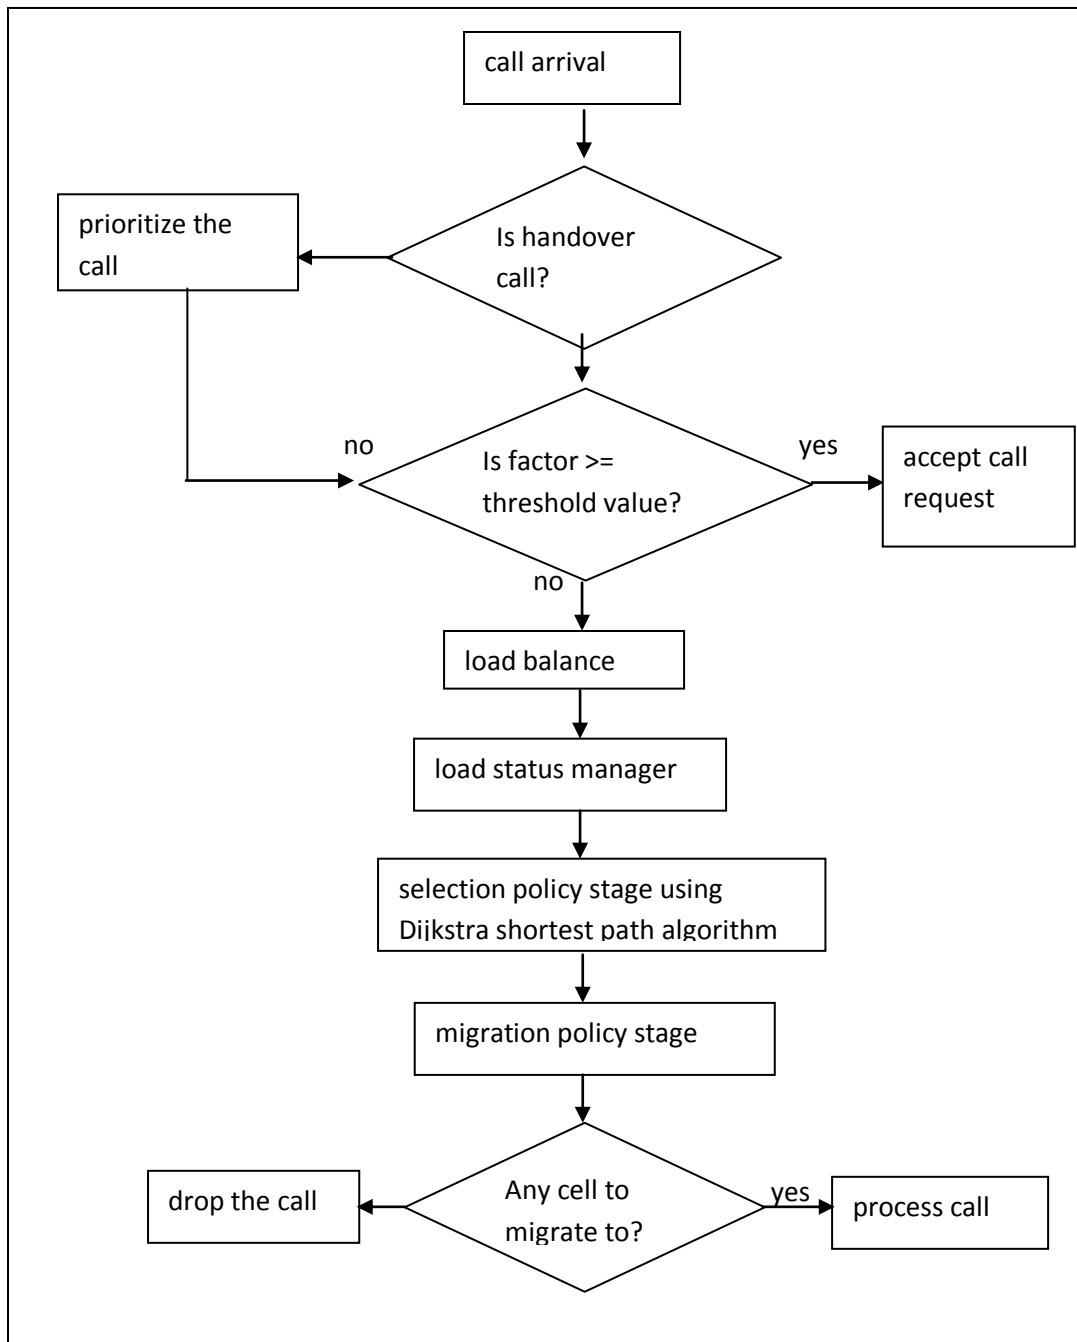 call arrival
prioritize the
call
Is handover
call?
no
Is factor >=
threshold value?
yes
accept call
request
no
load balance
load status manager
selection policy stage using
Dijkstra shortest path algorithm
migration policy stage
drop the call
Any cell to
migrate to?
yes
process call